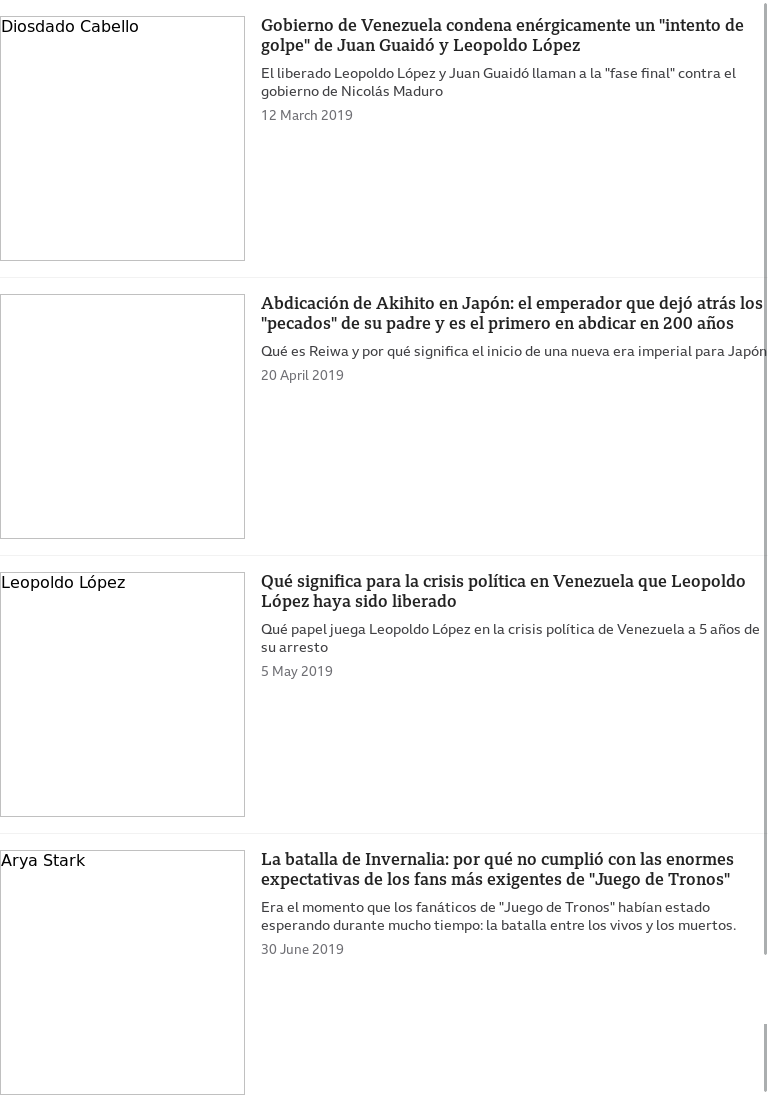 Diosdado Cabello
Gobierno de Venezuela condena enérgicamente un "intento de
golpe" de Juan Guaidó y Leopoldo López
El liberado Leopoldo López y Juan Guaidó llaman a la "fase final" contra el
gobierno de Nicolás Maduro
12 March 2019
Abdicación de Akihito en Japón: el emperador que dejó atrás los
"pecados" de su padre y es el primero en abdicar en 200 años
Qué es Reiwa y por qué significa el inicio de una nueva era imperial para Japón
20 April 2019
Leopoldo López
Qué significa para la crisis política en Venezuela que Leopoldo
López haya sido liberado
Qué papel juega Leopoldo López en la crisis política de Venezuela a 5 años de
su arresto
5 May 2019
Arya Stark
La batalla de Invernalia: por qué no cumplió con las enormes
expectativas de los fans más exigentes de "Juego de Tronos"
Era el momento que los fanáticos de "Juego de Tronos" habían estado
esperando durante mucho tiempo: la batalla entre los vivos y los muertos.
30 June 2019